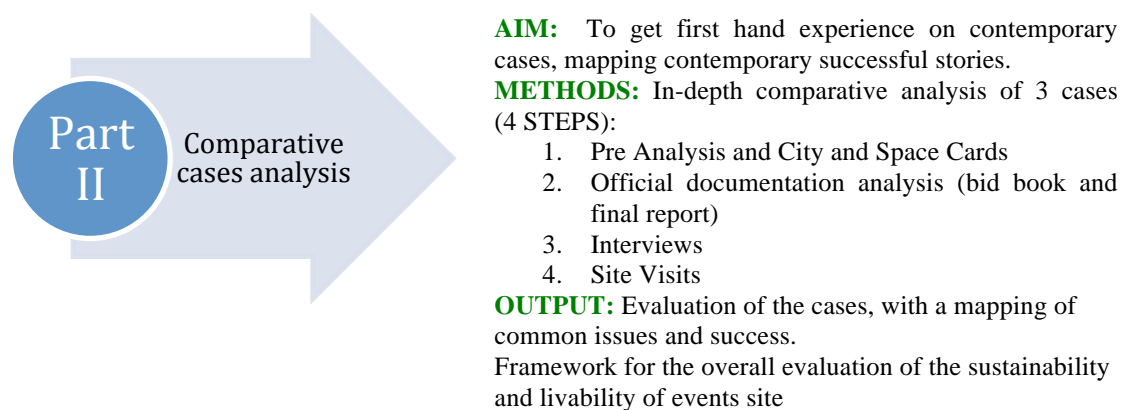 Part
II
Comparative
cases analysis
AIM: To get first hand experience on contemporary
cases, mapping contemporary successful stories.
METHODS: In-depth comparative analysis of 3 cases
(4 STEPS):
1. Pre Analysis and City and Space Cards
2. Official documentation analysis (bid book and
final report)
3. Interviews
4. Site Visits
OUTPUT: Evaluation of the cases, with a mapping of
common issues and success.
Framework for the overall evaluation of the sustainability
and livability of events site